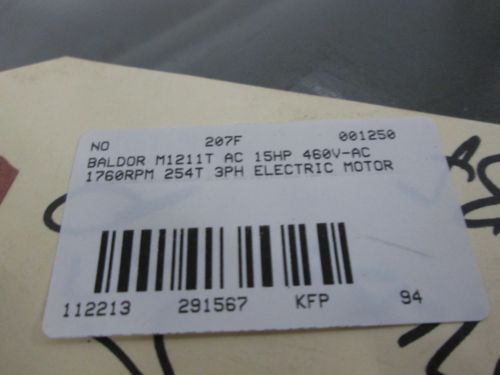 NO 207F 001250
BALDOR M1211T AC 15HP 460V-AC
1760RPM 254T 3PH ELECTRIC MOTOR
112213 291567 KFP 94